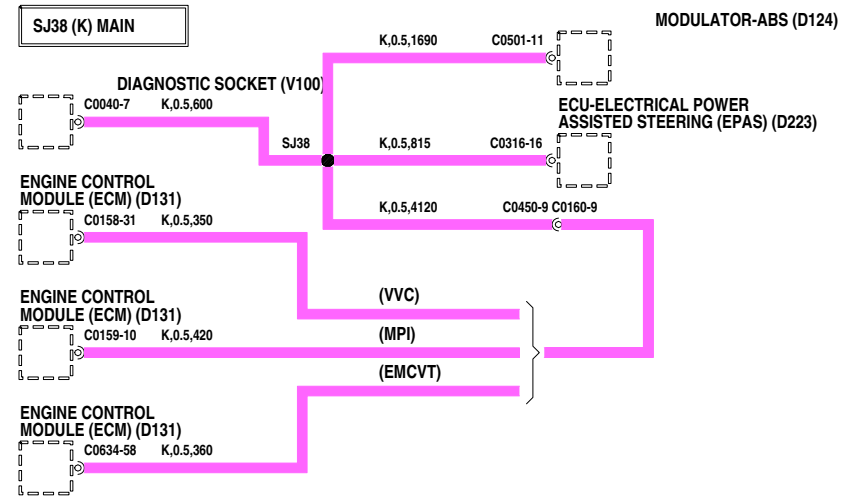 SJ38 (K) MAIN
MODULATOR-ABS (D124)
K,0.5,1690
C0501-11
DIAGNOSTIC SOCKET (V100)
C0040-7
K,0.5,600
ECU-ELECTRICAL POWER
ASSISTED STEERING (EPAS) (D223)
SJ38
K,0.5,815
C0316-16
ENGINE CONTROL
MODULE (ECM) (D131)
C0158-31
K,0.5,350
K,0.5,4120
C0450-9 C0160-9
(VVC)
ENGINE CONTROL
MODULE (ECM) (D131)
C0159-10
K,0.5,420
(MPI)
(EMCVT)
ENGINE CONTROL
MODULE (ECM) (D131)
C0634-58
K,0.5,360